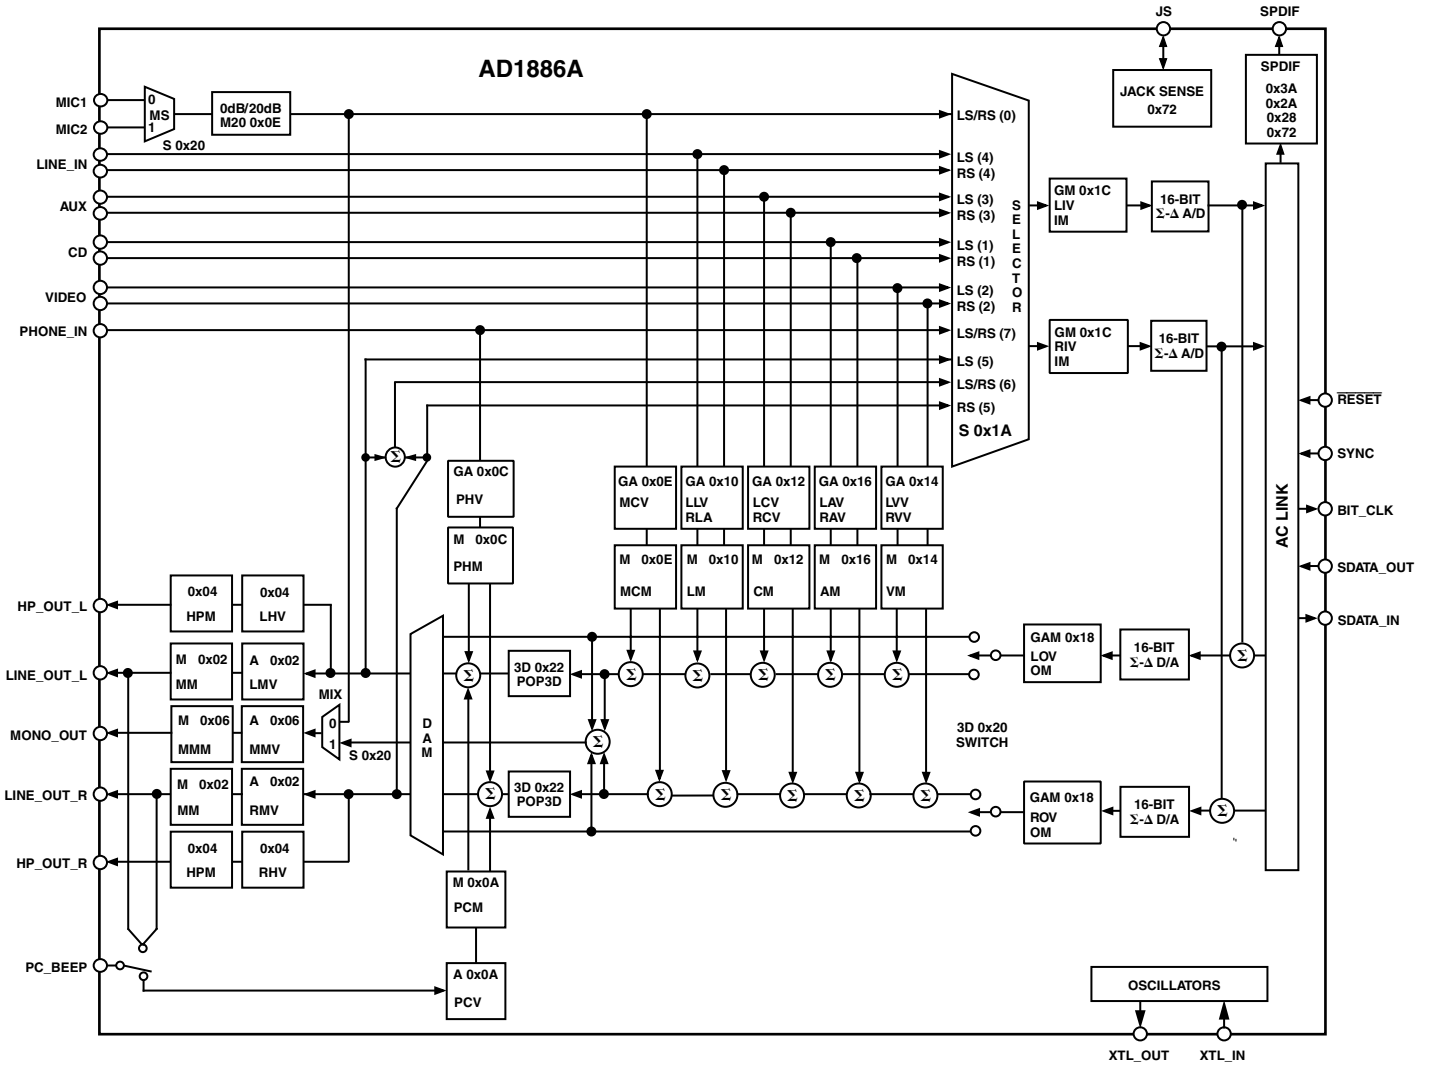 JS
SPDIF
AD1886A
MIC1
MIC2
0
MS
1
S 0x20
0dB/20dB
M20 0x0E
LINE_IN
AUX
CD
VIDEO
PHONE_IN
LS/RS (0)
LS (4)
RS (4)
LS (3)
RS (3)
LS (1)
RS (1)
LS (2)
RS (2)
LS/RS (7)
LS (5)
LS/RS (6)
RS (5)
S 0x1A
SELECTOR
JACK SENSE
0x72
SPDIF
0x3A
0x2A
0x28
0x72
GM 0x1C
LIV
IM
16-BIT
Σ-Δ A/D
GM 0x1C
RIV
IM
16-BIT
Σ-Δ A/D
AC LINK
RESET
SYNC
BIT_CLK
SDATA_OUT
SDATA_IN
Σ
GA 0x0C
PHV
M 0x0C
PHM
GA 0x0E
MCV
GA 0x10
LLV
RLA
GA 0x12
LCV
RCV
GA 0x16
LAV
RAV
GA 0x14
LVV
RVV
M 0x0E
MCM
M 0x10
LM
M 0x12
CM
M 0x16
AM
M 0x14
VM
HP_OUT_L
0x04
HPM
0x04
LHV
LINE_OUT_L
M 0x02
MM
A 0x02
LMV
MIX
0
1
S 0x20
MONO_OUT
M 0x06
MMM
A 0x06
MMV
LINE_OUT_R
M 0x02
MM
A 0x02
RMV
HP_OUT_R
0x04
HPM
0x04
RHV
DAM
Σ
3D 0x22
POP3D
Σ
Σ
Σ
Σ
Σ
Σ
Σ
3D 0x22
POP3D
Σ
Σ
Σ
Σ
Σ
3D 0x20
SWITCH
GAM 0x18
LOV
OM
16-BIT
Σ-Δ D/A
Σ
GAM 0x18
ROV
OM
16-BIT
Σ-Δ D/A
Σ
M 0x0A
PCM
PC_BEEP
A 0x0A
PCV
OSCILLATORS
XTL_OUT
XTL_IN